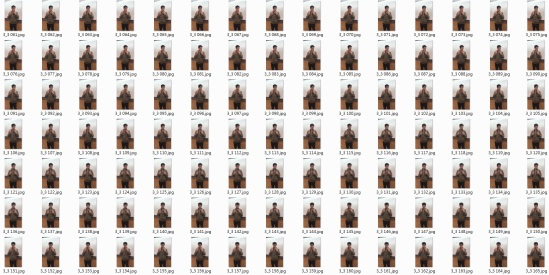 3_3 061.jpg 3_3 062.jpg 3_3 063.jpg 3_3 064.jpg 3_3 065.jpg 3_3 066.jpg 3_3 067.jpg 3_3 068.jpg 3_3 069.jpg 3_3 070.jpg 3_3 071.jpg 3_3 072.jpg 3_3 073.jpg 3_3 074.jpg 3_3 075.jpg
3_3 076.jpg 3_3 077.jpg 3_3 078.jpg 3_3 079.jpg 3_3 080.jpg 3_3 081.jpg 3_3 082.jpg 3_3 083.jpg 3_3 084.jpg 3_3 085.jpg 3_3 086.jpg 3_3 087.jpg 3_3 088.jpg 3_3 089.jpg 3_3 090.jpg
3_3 091.jpg 3_3 092.jpg 3_3 093.jpg 3_3 094.jpg 3_3 095.jpg 3_3 096.jpg 3_3 097.jpg 3_3 098.jpg 3_3 099.jpg 3_3 100.jpg 3_3 101.jpg 3_3 102.jpg 3_3 103.jpg 3_3 104.jpg 3_3 105.jpg
3_3 106.jpg 3_3 107.jpg 3_3 108.jpg 3_3 109.jpg 3_3 110.jpg 3_3 111.jpg 3_3 112.jpg 3_3 113.jpg 3_3 114.jpg 3_3 115.jpg 3_3 116.jpg 3_3 117.jpg 3_3 118.jpg 3_3 119.jpg 3_3 120.jpg
3_3 121.jpg 3_3 122.jpg 3_3 123.jpg 3_3 124.jpg 3_3 125.jpg 3_3 126.jpg 3_3 127.jpg 3_3 128.jpg 3_3 129.jpg 3_3 130.jpg 3_3 131.jpg 3_3 132.jpg 3_3 133.jpg 3_3 134.jpg 3_3 135.jpg
3_3 136.jpg 3_3 137.jpg 3_3 138.jpg 3_3 139.jpg 3_3 140.jpg 3_3 141.jpg 3_3 142.jpg 3_3 143.jpg 3_3 144.jpg 3_3 145.jpg 3_3 146.jpg 3_3 147.jpg 3_3 148.jpg 3_3 149.jpg 3_3 150.jpg
3_3 151.jpg 3_3 152.jpg 3_3 153.jpg 3_3 154.jpg 3_3 155.jpg 3_3 156.jpg 3_3 157.jpg 3_3 158.jpg 3_3 159.jpg 3_3 160.jpg 3_3 161.jpg 3_3 162.jpg 3_3 163.jpg 3_3 164.jpg 3_3 165.jpg